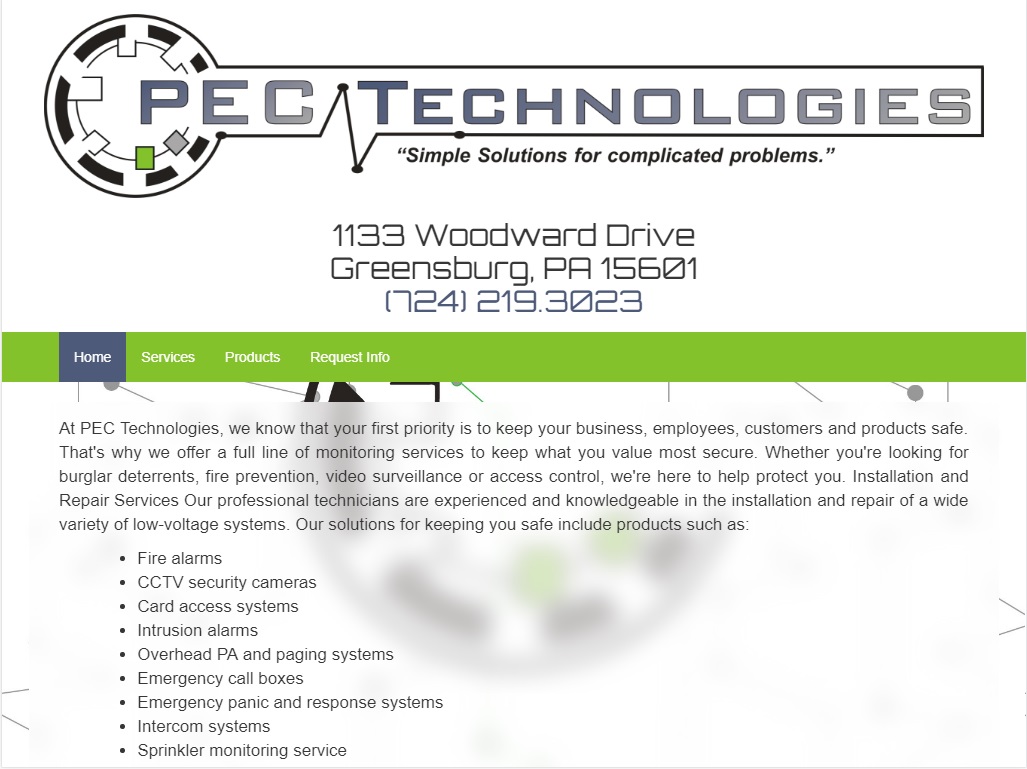 PEC TECHNOLOGIES
“Simple Solutions for complicated problems.”
1133 Woodward Drive
Greensburg, PA 15601
(724) 219.3023
Home Services Products Request Info
At PEC Technologies, we know that your first priority is to keep your business, employees, customers and products safe.
That's why we offer a full line of monitoring services to keep what you value most secure. Whether you're looking for
burglar deterrents, fire prevention, video surveillance or access control, we're here to help protect you. Installation and
Repair Services Our professional technicians are experienced and knowledgeable in the installation and repair of a wide
variety of low-voltage systems. Our solutions for keeping you safe include products such as:
• Fire alarms
• CCTV security cameras
• Card access systems
• Intrusion alarms
• Overhead PA and paging systems
• Emergency call boxes
• Emergency panic and response systems
• Intercom systems
• Sprinkler monitoring service